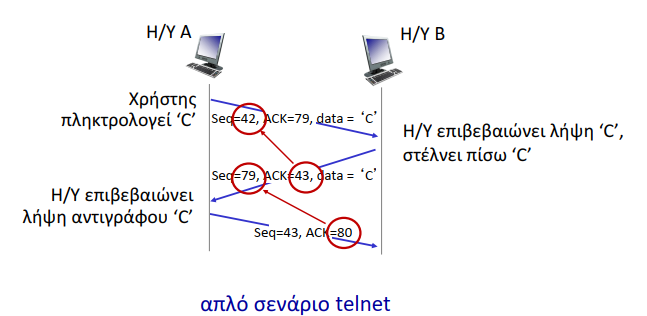 Η/Υ Α
Η/Υ Β
Χρήστης
πληκτρολογεί ‘C’
Seq=42, ACK=79, data = ‘C’
Η/Υ επιβεβαιώνει λήψη ‘C’,
στέλνει πίσω ‘C’
Seq=79, ACK=43, data = ‘C’
Η/Υ επιβεβαιώνει
λήψη αντιγράφου ‘C’
Seq=43, ACK=80
απλό σενάριο telnet